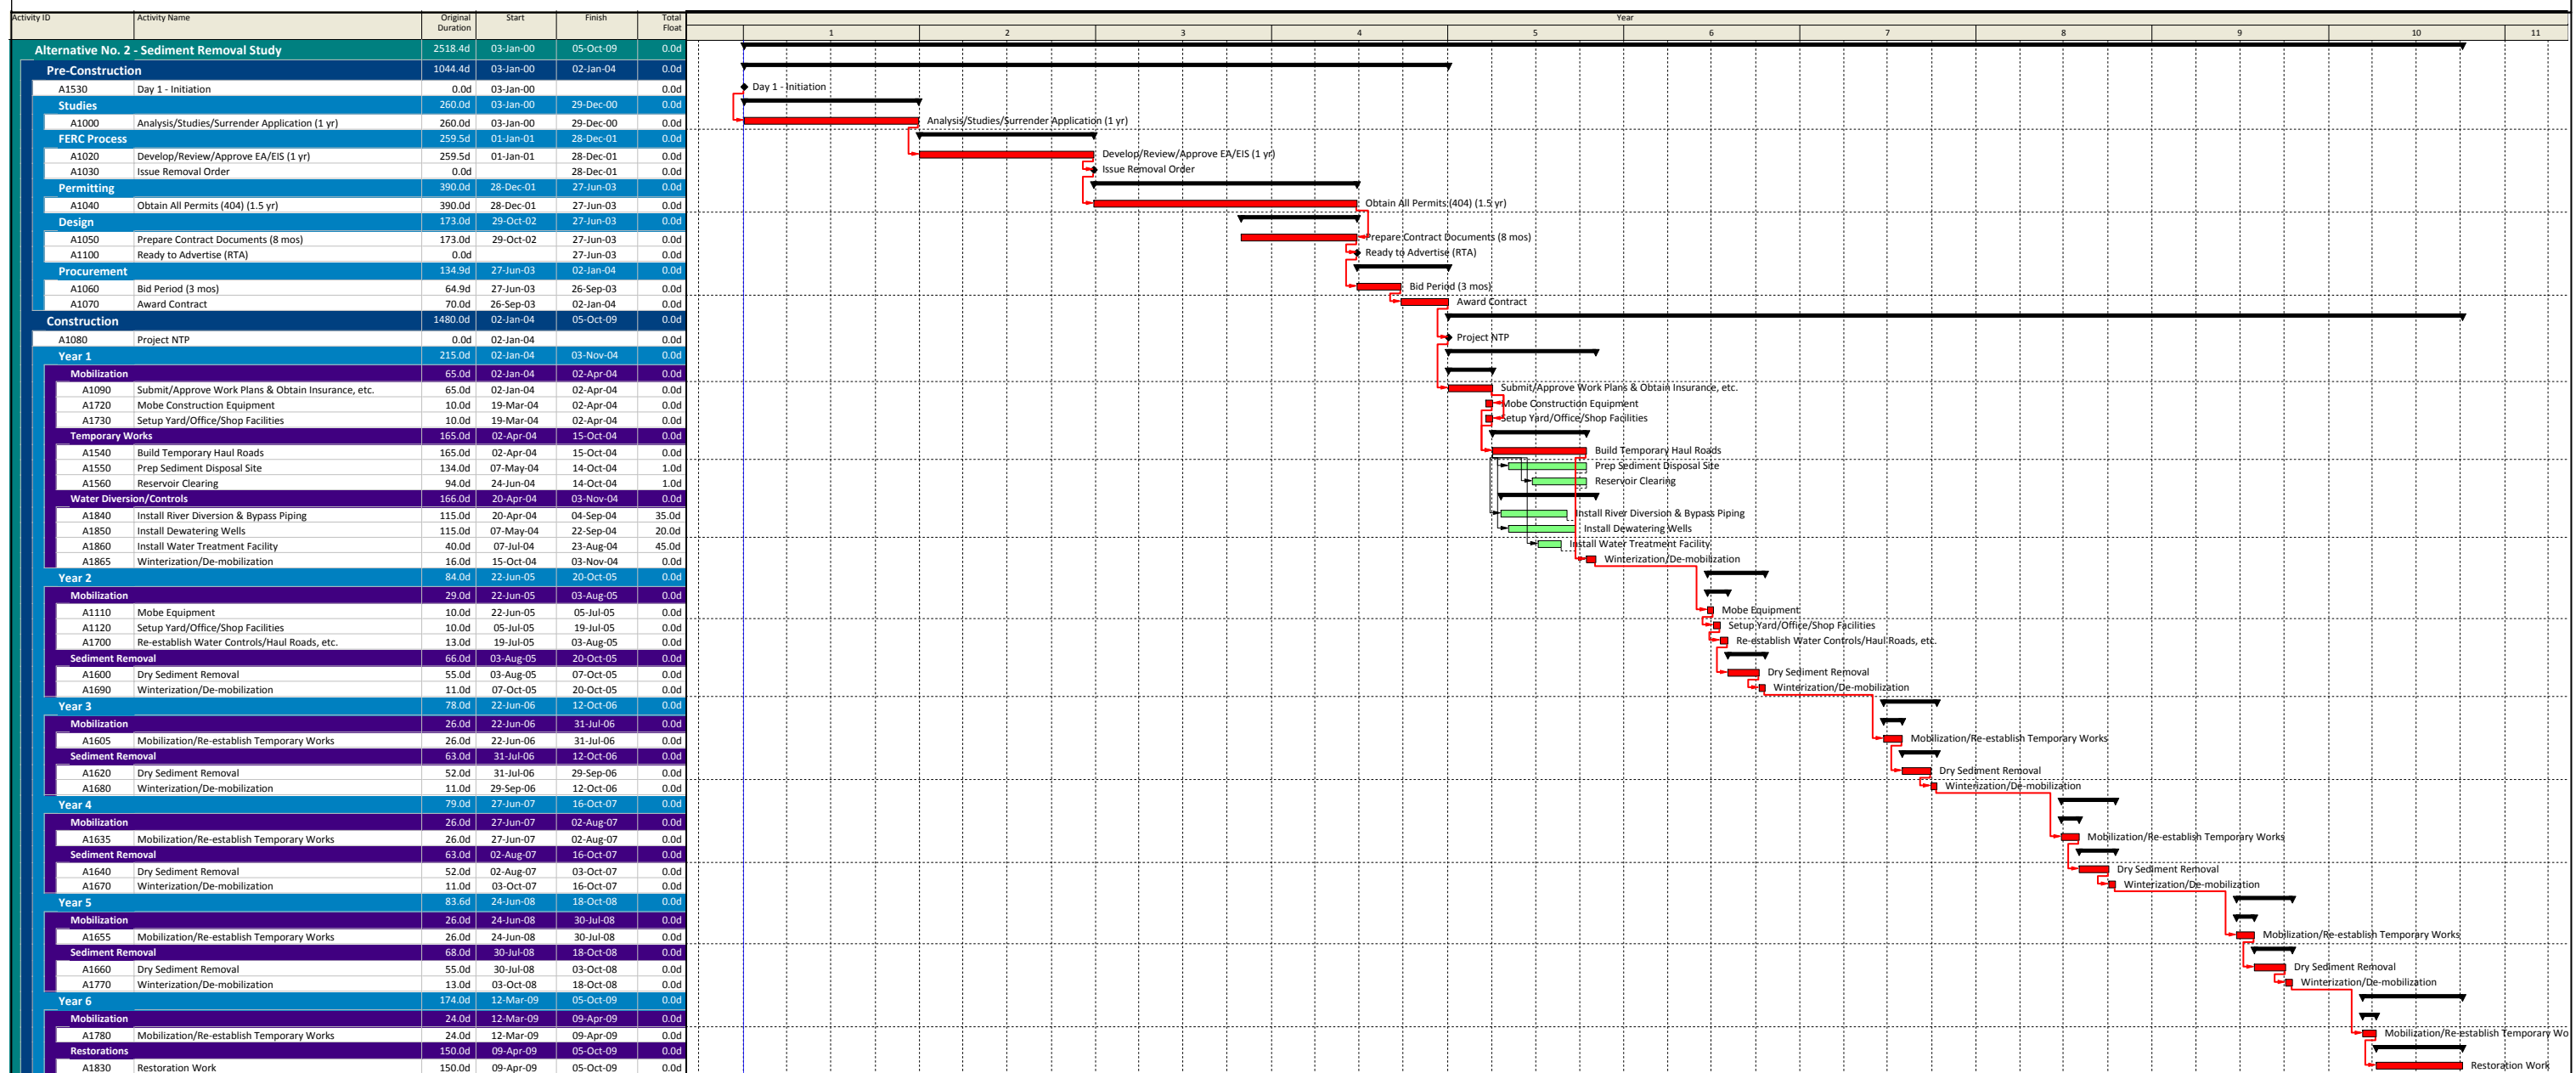 Activity ID Activity Name Original Duration Start Finish Total Float Year
1 2 3 4 5 6 7 8 9 10 11
Alternative No. 2 - Sediment Removal Study 2518.4d 03-Jan-00 05-Oct-09 0.0d
Pre-Construction 1044.4d 03-Jan-00 02-Jan-04 0.0d
A1530 Day 1 - Initiation 0.0d 03-Jan-00 0.0d Day 1 - Initiation
Studies 260.0d 03-Jan-00 29-Dec-00 0.0d
A1000 Analysis/Studies/Surrender Application (1 yr) 260.0d 03-Jan-00 29-Dec-00 0.0d Analysis/Studies/Surrender Application (1 yr)
FERC Process 259.5d 01-Jan-01 28-Dec-01 0.0d
A1020 Develop/Review/Approve EA/EIS (1 yr) 259.5d 01-Jan-01 28-Dec-01 0.0d Develop/Review/Approve EA/EIS (1 yr)
A1030 Issue Removal Order 0.0d 28-Dec-01 0.0d Issue Removal Order
Permitting 390.0d 28-Dec-01 27-Jun-03 0.0d
A1040 Obtain All Permits (404) (1.5 yr) 390.0d 28-Dec-01 27-Jun-03 0.0d Obtain All Permits (404) (1.5 yr)
Design 173.0d 29-Oct-02 27-Jun-03 0.0d
A1050 Prepare Contract Documents (8 mos) 173.0d 29-Oct-02 27-Jun-03 0.0d Prepare Contract Documents (8 mos)
A1100 Ready to Advertise (RTA) 0.0d 27-Jun-03 0.0d Ready to Advertise (RTA)
Procurement 134.9d 27-Jun-03 02-Jan-04 0.0d
A1060 Bid Period (3 mos) 64.9d 27-Jun-03 26-Sep-03 0.0d Bid Period (3 mos)
A1070 Award Contract 70.0d 26-Sep-03 02-Jan-04 0.0d Award Contract
Construction 1480.0d 02-Jan-04 05-Oct-09 0.0d
A1080 Project NTP 0.0d 02-Jan-04 0.0d Project NTP
Year 1 215.0d 02-Jan-04 03-Nov-04 0.0d
Mobilization 65.0d 02-Jan-04 02-Apr-04 0.0d
A1090 Submit/Approve Work Plans & Obtain Insurance, etc. 65.0d 02-Jan-04 02-Apr-04 0.0d Submit/Approve Work Plans & Obtain Insurance, etc.
A1720 Mobe Construction Equipment 10.0d 19-Mar-04 02-Apr-04 0.0d Mobe Construction Equipment
A1730 Setup Yard/Office/Shop Facilities 10.0d 19-Mar-04 02-Apr-04 0.0d Setup Yard/Office/Shop Facilities
Temporary Works 165.0d 02-Apr-04 15-Oct-04 0.0d
A1540 Build Temporary Haul Roads 165.0d 02-Apr-04 15-Oct-04 0.0d Build Temporary Haul Roads
A1550 Prep Sediment Disposal Site 134.0d 07-May-04 14-Oct-04 1.0d Prep Sediment Disposal Site
A1560 Reservoir Clearing 94.0d 24-Jun-04 14-Oct-04 1.0d Reservoir Clearing
Water Diversion/Controls 166.0d 20-Apr-04 03-Nov-04 0.0d
A1840 Install River Diversion & Bypass Piping 115.0d 20-Apr-04 04-Sep-04 35.0d Install River Diversion & Bypass Piping
A1850 Install Dewatering Wells 115.0d 07-May-04 22-Sep-04 20.0d Install Dewatering Wells
A1860 Install Water Treatment Facility 40.0d 07-Jul-04 23-Aug-04 45.0d Install Water Treatment Facility
A1865 Winterization/De-mobilization 16.0d 15-Oct-04 03-Nov-04 0.0d Winterization/De-mobilization
Year 2 84.0d 22-Jun-05 20-Oct-05 0.0d
Mobilization 29.0d 22-Jun-05 03-Aug-05 0.0d
A1110 Mobe Equipment 10.0d 22-Jun-05 05-Jul-05 0.0d Mobe Equipment
A1120 Setup Yard/Office/Shop Facilities 10.0d 05-Jul-05 19-Jul-05 0.0d Setup Yard/Office/Shop Facilities
A1700 Re-establish Water Controls/Haul Roads, etc. 13.0d 19-Jul-05 03-Aug-05 0.0d Re-establish Water Controls/Haul Roads, etc.
Sediment Removal 66.0d 03-Aug-05 20-Oct-05 0.0d
A1600 Dry Sediment Removal 55.0d 03-Aug-05 07-Oct-05 0.0d Dry Sediment Removal
A1690 Winterization/De-mobilization 11.0d 07-Oct-05 20-Oct-05 0.0d Winterization/De-mobilization
Year 3 78.0d 22-Jun-06 12-Oct-06 0.0d
Mobilization 26.0d 22-Jun-06 31-Jul-06 0.0d
A1605 Mobilization/Re-establish Temporary Works 26.0d 22-Jun-06 31-Jul-06 0.0d Mobilization/Re-establish Temporary Works
Sediment Removal 63.0d 31-Jul-06 12-Oct-06 0.0d
A1620 Dry Sediment Removal 52.0d 31-Jul-06 29-Sep-06 0.0d Dry Sediment Removal
A1680 Winterization/De-mobilization 11.0d 29-Sep-06 12-Oct-06 0.0d Winterization/De-mobilization
Year 4 79.0d 27-Jun-07 16-Oct-07 0.0d
Mobilization 26.0d 27-Jun-07 02-Aug-07 0.0d
A1635 Mobilization/Re-establish Temporary Works 26.0d 27-Jun-07 02-Aug-07 0.0d Mobilization/Re-establish Temporary Works
Sediment Removal 63.0d 02-Aug-07 16-Oct-07 0.0d
A1640 Dry Sediment Removal 52.0d 02-Aug-07 03-Oct-07 0.0d Dry Sediment Removal
A1670 Winterization/De-mobilization 11.0d 03-Oct-07 16-Oct-07 0.0d Winterization/De-mobilization
Year 5 83.6d 24-Jun-08 18-Oct-08 0.0d
Mobilization 26.0d 24-Jun-08 30-Jul-08 0.0d
A1655 Mobilization/Re-establish Temporary Works 26.0d 24-Jun-08 30-Jul-08 0.0d Mobilization/Re-establish Temporary Works
Sediment Removal 68.0d 30-Jul-08 18-Oct-08 0.0d
A1660 Dry Sediment Removal 55.0d 30-Jul-08 03-Oct-08 0.0d Dry Sediment Removal
A1770 Winterization/De-mobilization 13.0d 03-Oct-08 18-Oct-08 0.0d Winterization/De-mobilization
Year 6 174.0d 12-Mar-09 05-Oct-09 0.0d
Mobilization 24.0d 12-Mar-09 09-Apr-09 0.0d
A1780 Mobilization/Re-establish Temporary Works 24.0d 12-Mar-09 09-Apr-09 0.0d Mobilization/Re-establish Temporary Wo
Restorations 150.0d 09-Apr-09 05-Oct-09 0.0d
A1830 Restoration Work 150.0d 09-Apr-09 05-Oct-09 0.0d Restoration Work